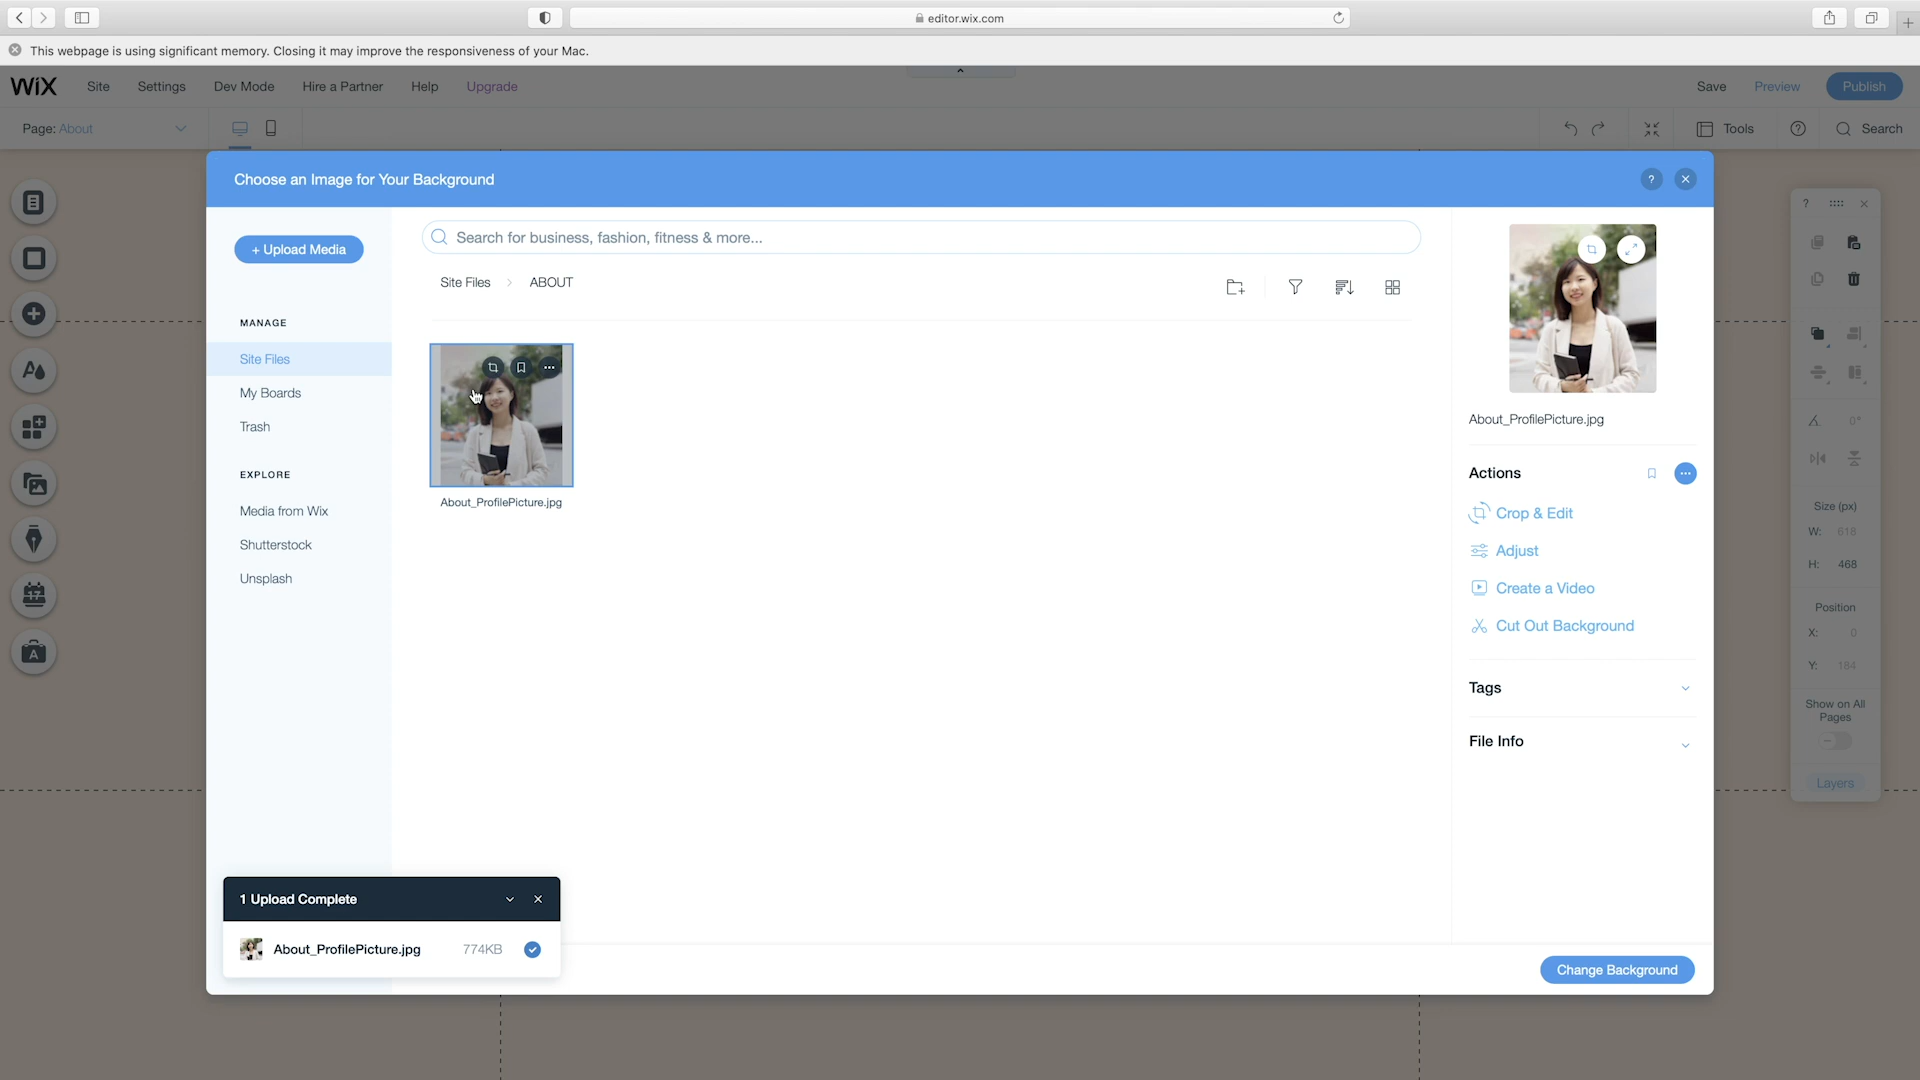 editor.wix.com
This webpage is using significant memory. Closing it may improve the responsiveness of your Mac.
WiX Site Settings Dev Mode Hire a Partner Help Upgrade Save Preview Publish
Page: About Tools ? Search
Choose an Image for Your Background ?
+ Upload Media
Search for business, fashion, fitness & more...
Site Files > ABOUT
MANAGE
Site Files
My Boards
Trash
EXPLORE
Media from Wix
Shutterstock
Unsplash
17
A
About_ProfilePicture.jpg
About_ProfilePicture.jpg
Actions
Crop & Edit
Adjust
Create a Video
Cut Out Background
Tags
File Info
?
0°
Size (px)
W: 618
H: 468
Position
X: 0
Y: 184
Show on All
Pages
Layers
1 Upload Complete
About_ProfilePicture.jpg 774KB
Change Background